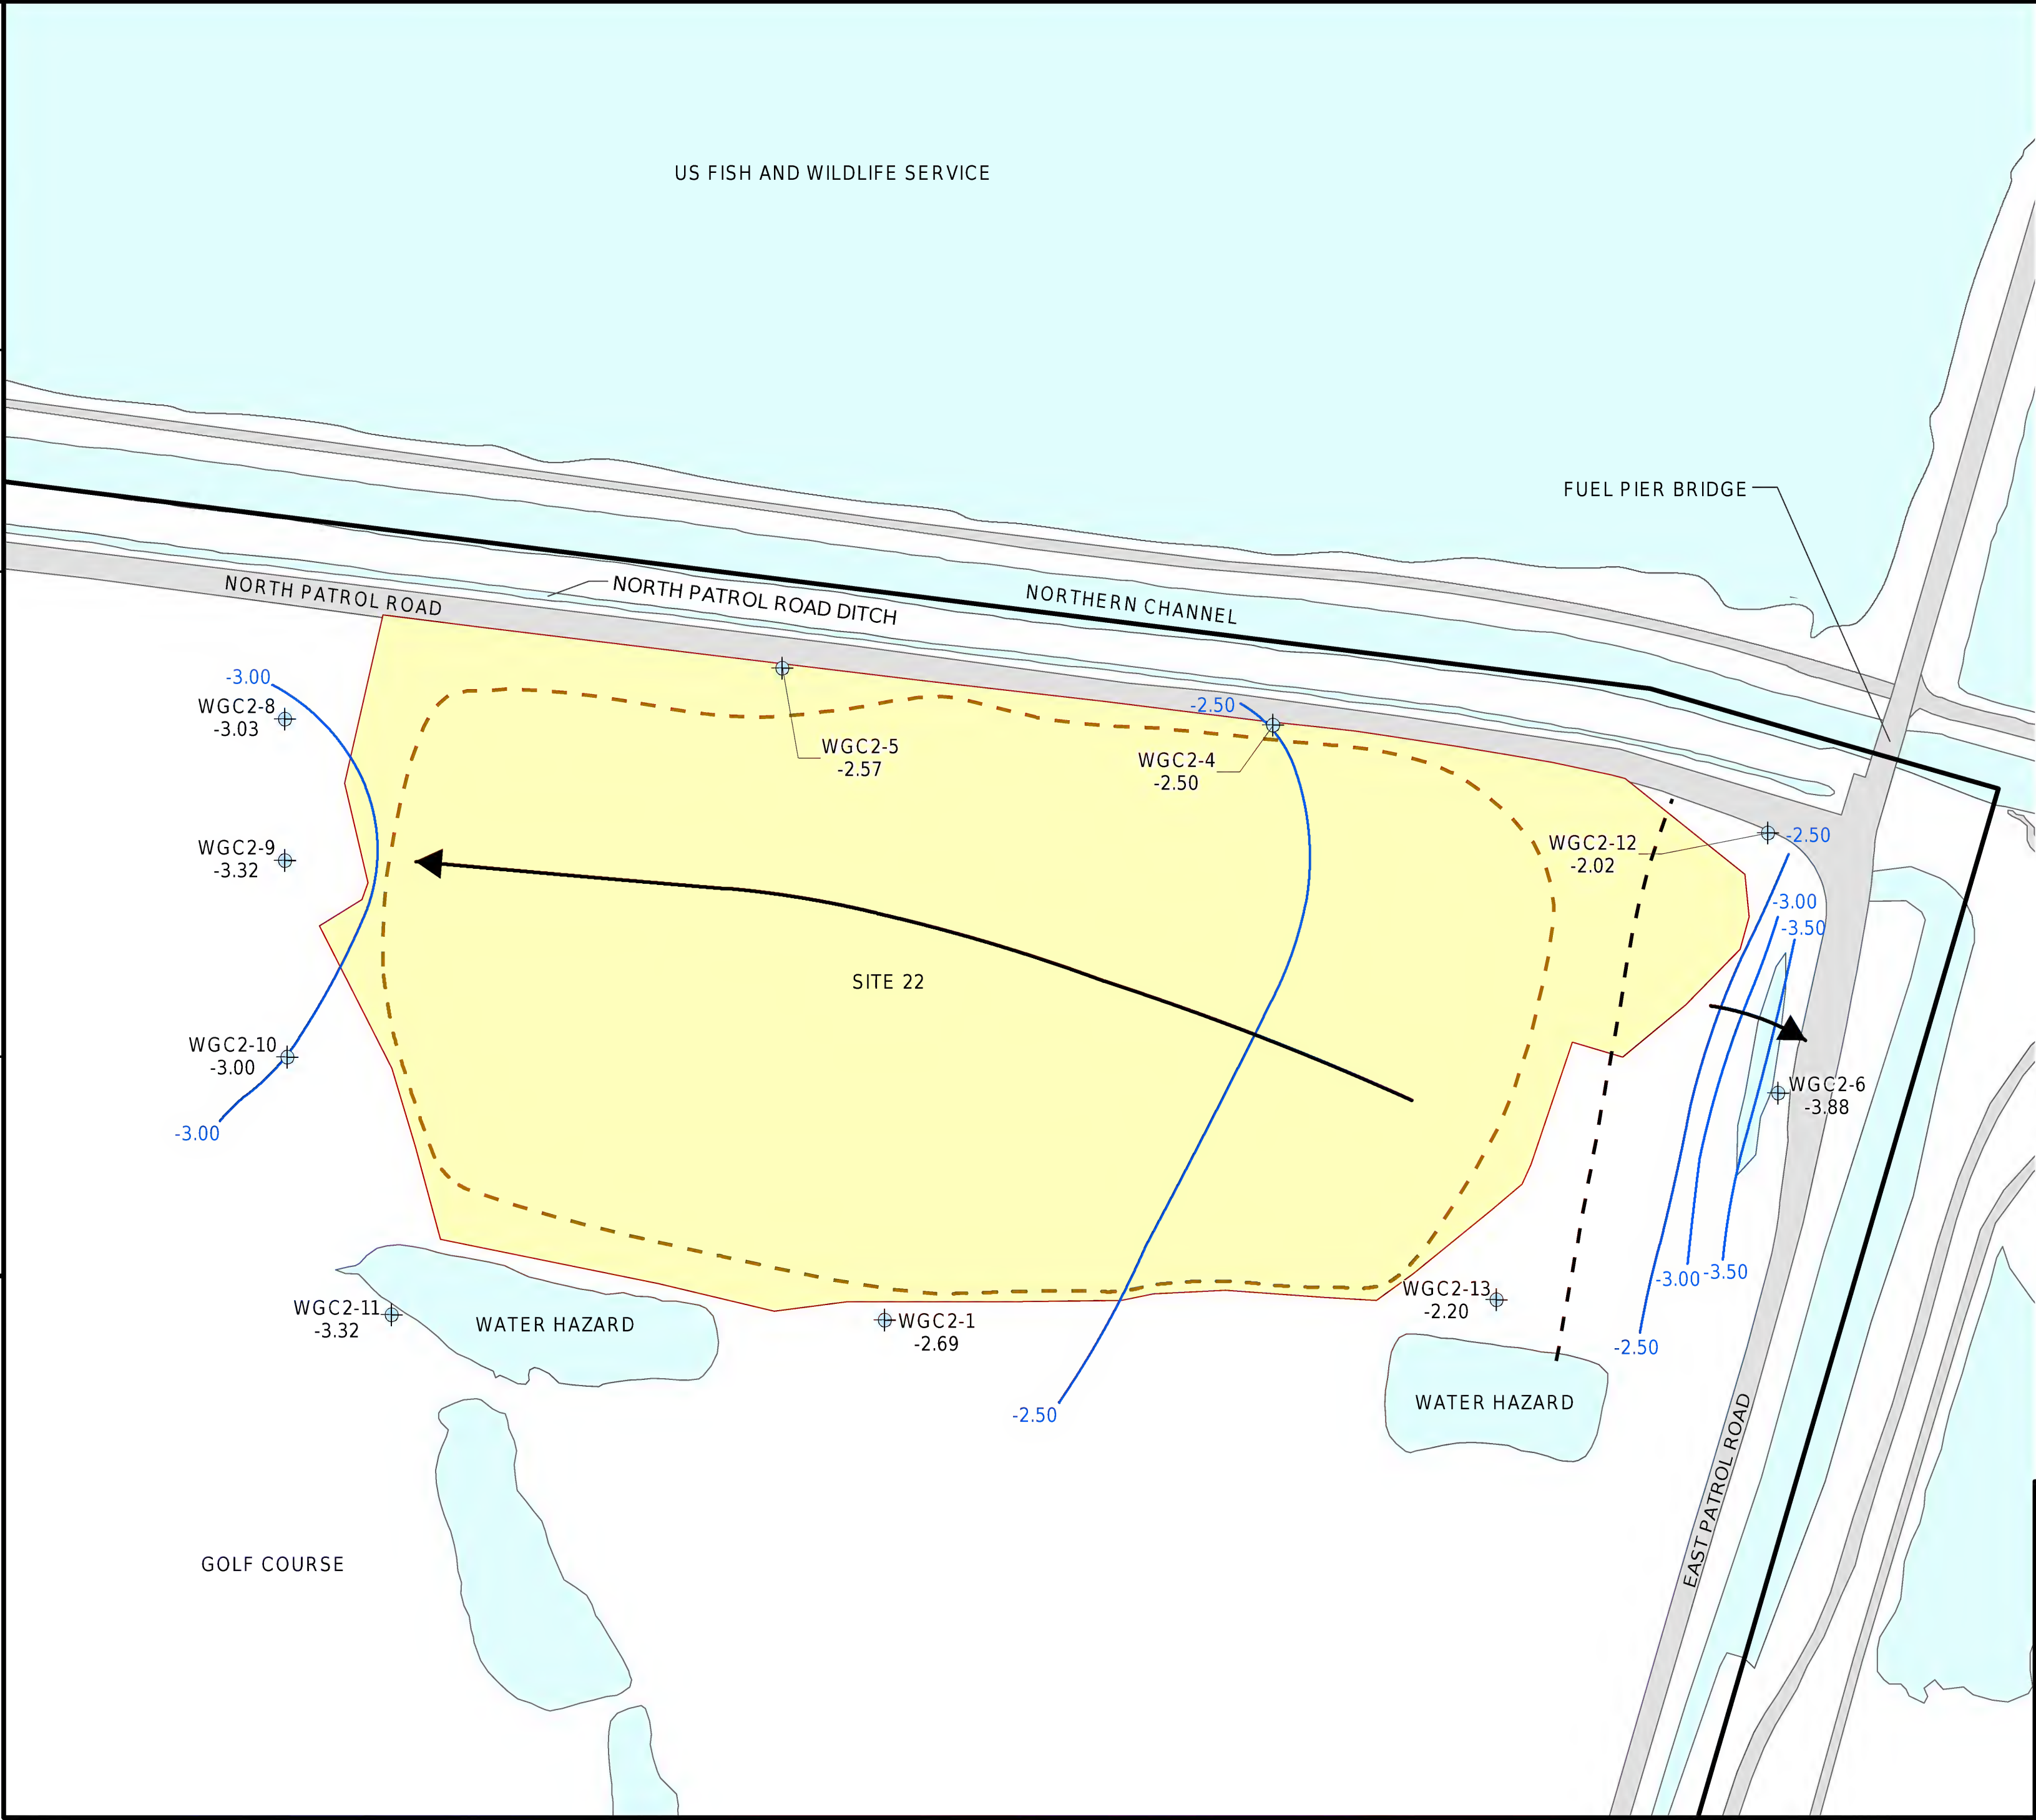 US FISH AND WILDLIFE SERVICE
FUEL PIER BRIDGE
NORTH PATROL ROAD
NORTH PATROL ROAD DITCH
NORTHERN CHANNEL
-3.00
WGC2-8
-3.03
-2.50
WGC2-5
-2.57
WGC2-4
-2.50
WGC2-12
-2.02
-2.50
WGC2-9
-3.32
-3.00
-3.50
SITE 22
WGC2-10
-3.00
WGC2-6
-3.88
-3.00
-3.00
-3.50
WGC2-13
-2.20
WGC2-11
-3.32
WATER HAZARD
WGC2-1
-2.69
-2.50
WATER HAZARD
-2.50
EAST PATROL ROAD
GOLF COURSE